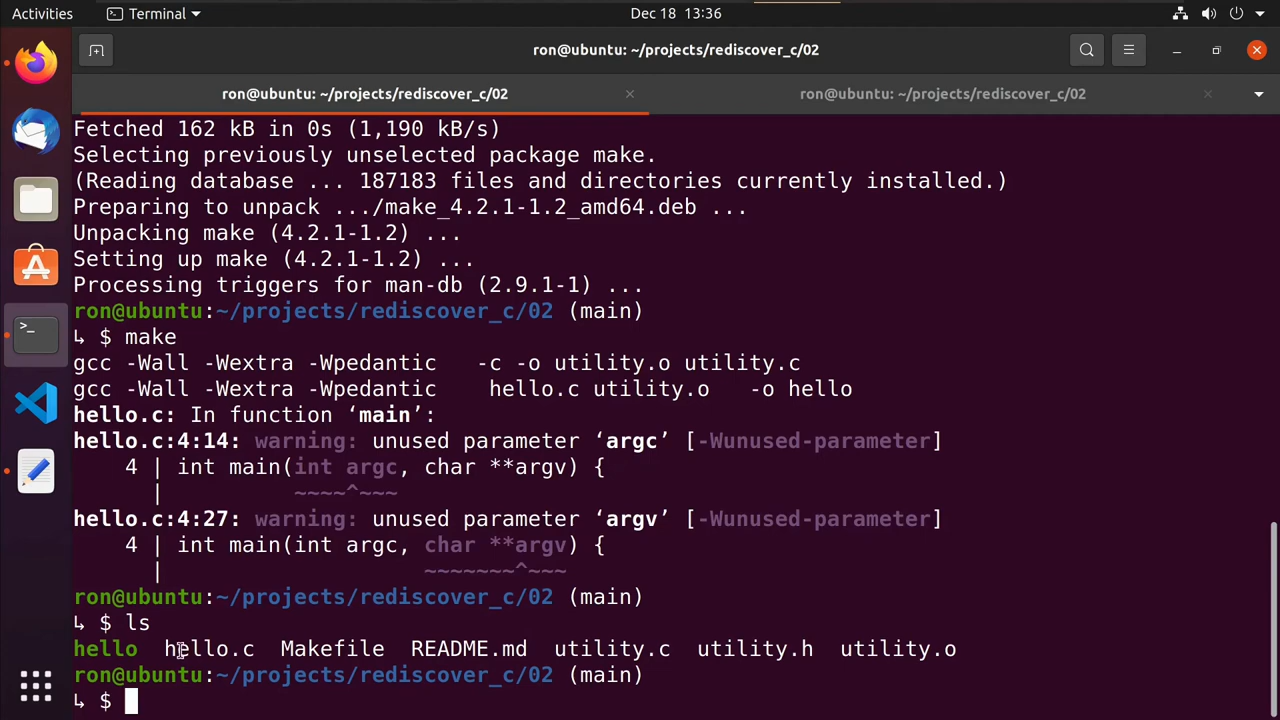 Activities
Terminal
Dec 18 13:36
ron@ubuntu: ~/projects/rediscover_c/02
ron@ubuntu: ~/projects/rediscover_c/02
ron@ubuntu: ~/projects/rediscover_c/02
Fetched 162 kB in 0s (1,190 kB/s)
Selecting previously unselected package make.
(Reading database ... 187183 files and directories currently installed.)
Preparing to unpack .../make_4.2.1-1.2_amd64.deb ...
Unpacking make (4.2.1-1.2) ...
Setting up make (4.2.1-1.2) ...
Processing triggers for man-db (2.9.1-1) ...
ron@ubuntu:~/projects/rediscover_c/02 (main)
↳ $ make
gcc -Wall -Wextra -Wpedantic   -c -o utility.o utility.c
gcc -Wall -Wextra -Wpedantic    hello.c utility.o   -o hello
hello.c: In function ‘main’:
hello.c:4:14: warning: unused parameter ‘argc’ [-Wunused-parameter]
    4 | int main(int argc, char **argv) {
      |          ~~~~^~~~
hello.c:4:27: warning: unused parameter ‘argv’ [-Wunused-parameter]
    4 | int main(int argc, char **argv) {
      |                    ~~~~~~~^~~~
ron@ubuntu:~/projects/rediscover_c/02 (main)
↳ $ ls
hello  hello.c  Makefile  README.md  utility.c  utility.h  utility.o
ron@ubuntu:~/projects/rediscover_c/02 (main)
↳ $